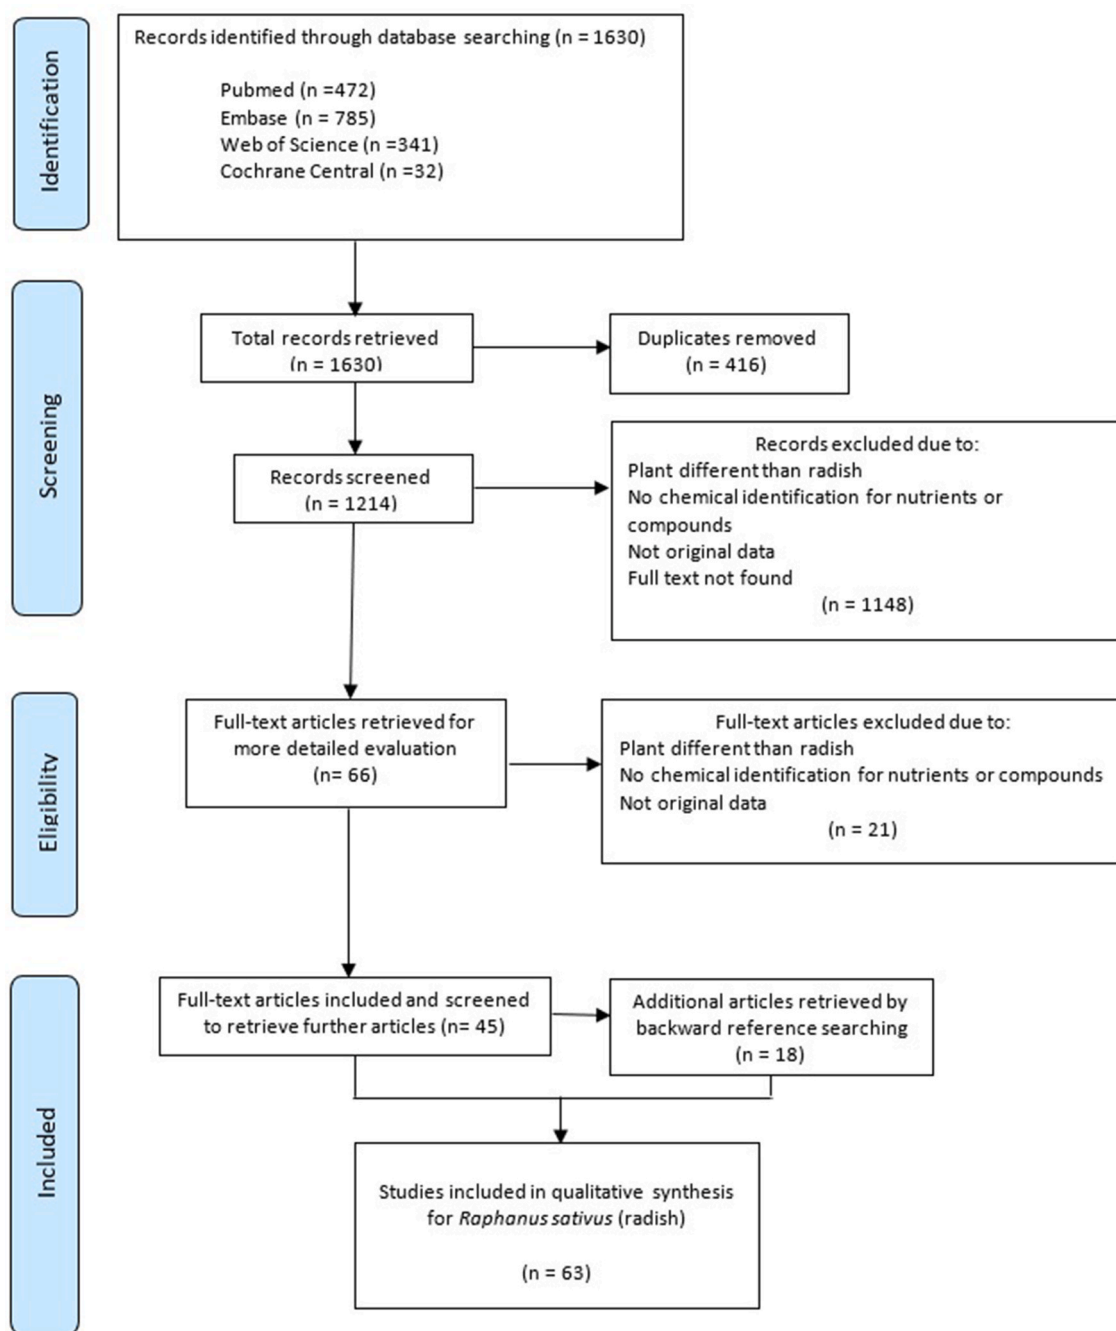 Identification
Records identified through database searching (n = 1630)
Pubmed (n =472)
Embase (n = 785)
Web of Science (n =341)
Cochrane Central (n =32)
Screening
Total records retrieved
(n = 1630)
Duplicates removed
(n = 416)
Records screened
(n = 1214)
Records excluded due to:
Plant different than radish
No chemical identification for nutrients or
compounds
Not original data
Full text not found
(n = 1148)
Eligibility
Full-text articles retrieved for
more detailed evaluation
(n= 66)
Full-text articles excluded due to:
Plant different than radish
No chemical identification for nutrients or compounds
Not original data
(n = 21)
Included
Full-text articles included and screened
to retrieve further articles (n= 45)
Additional articles retrieved by
backward reference searching
(n = 18)
Studies included in qualitative synthesis
for Raphanus sativus (radish)
(n = 63)